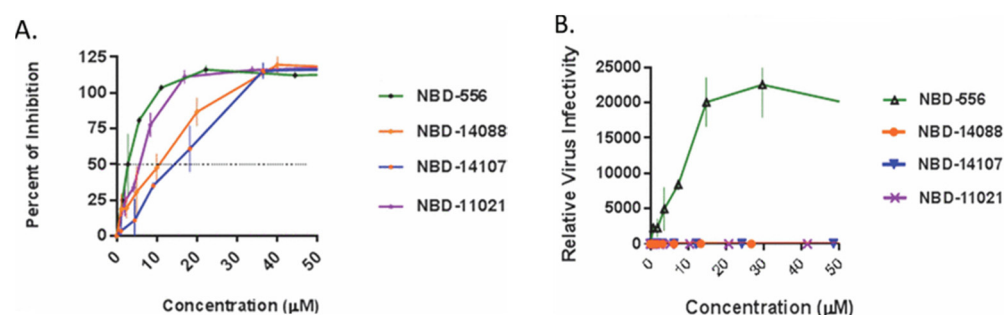 A.
Percent of Inhibition
125
100
75
50
25
0
0 10 20 30 40 50
Concentration (µM)
NBD-556
NBD-14088
NBD-14107
NBD-11021
B.
Relative Virus Infectivity
25000
20000
15000
10000
5000
0
0 10 20 30 40 50
Concentration (µM)
NBD-556
NBD-14088
NBD-14107
NBD-11021